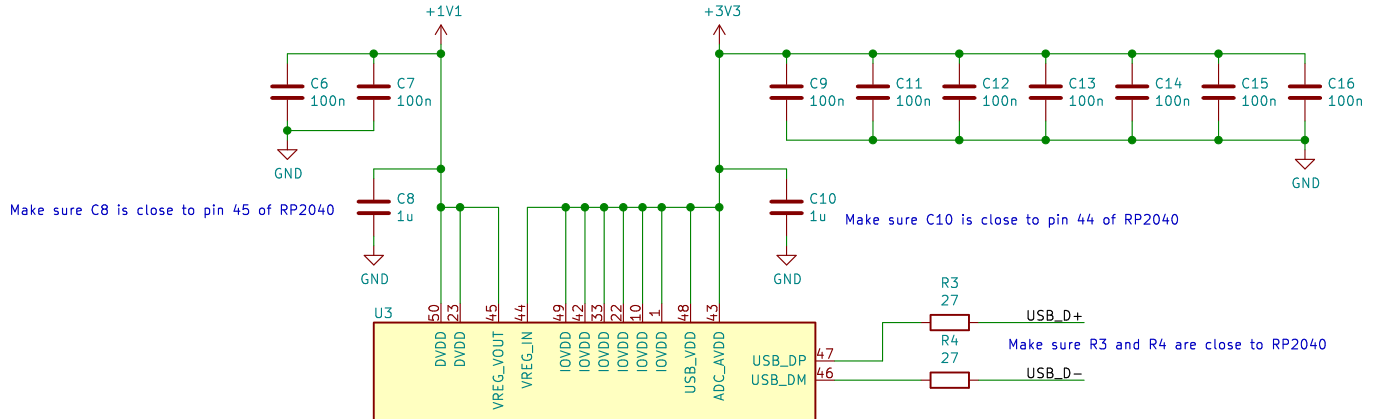 +1V1
+3V3
C6
100n
C7
100n
C9
100n
C11
100n
C12
100n
C13
100n
C14
100n
C15
100n
C16
100n
GND
GND
C8
1u
Make sure C8 is close to pin 45 of RP2040
C10
1u
Make sure C10 is close to pin 44 of RP2040
GND
GND
U3
50
23
45
44
49
42
33
22
10
1
48
43
DVDD
DVDD
VREG_VOUT
VREG_IN
IOVDD
IOVDD
IOVDD
IOVDD
IOVDD
IOVDD
USB_VDD
ADC_AVDD
R3
27
USB_D+
Make sure R3 and R4 are close to RP2040
R4
27
USB_D-
USB_DP
47
USB_DM
46